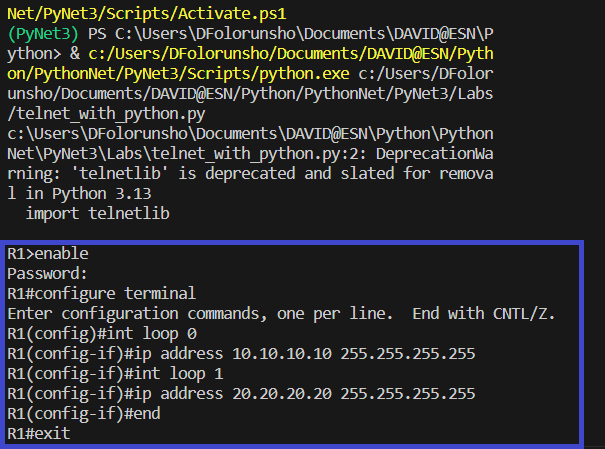 Net/PyNet3/Scripts/Activate.ps1
(PyNet3) PS C:\Users\DFolorunsho\Documents\DAVID@ESN\P
ython> & c:/Users/DFolorunsho/Documents/DAVID@ESN/Pyth
on/PythonNet/PyNet3/Scripts/python.exe c:/Users/DFolor
unsho/Documents/DAVID@ESN/Python/PythonNet/PyNet3/Labs
/telnet_with_python.py
c:\Users\DFolorunsho\Documents\DAVID@ESN\Python\Python
Net\PyNet3\Labs\telnet_with_python.py:2: DeprecationWa
rning: 'telnetlib' is deprecated and slated for remova
l in Python 3.13
  import telnetlib
R1>enable
Password:
R1#configure terminal
Enter configuration commands, one per line.  End with CNTL/Z.
R1(config)#int loop 0
R1(config-if)#ip address 10.10.10.10 255.255.255.255
R1(config-if)#int loop 1
R1(config-if)#ip address 20.20.20.20 255.255.255.255
R1(config-if)#end
R1#exit